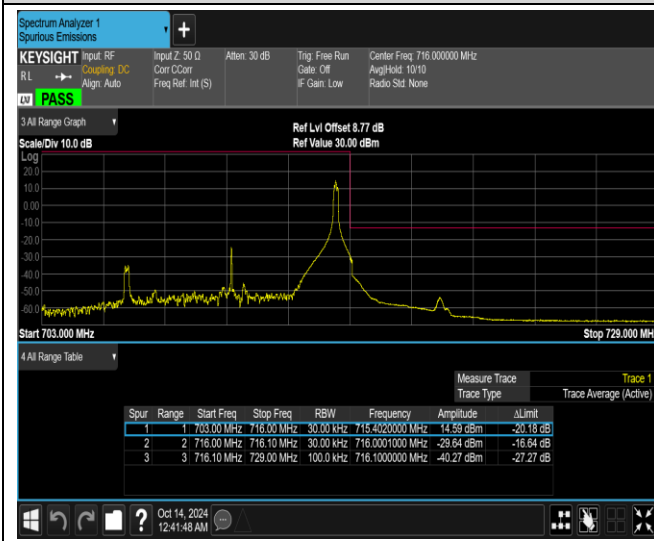 Spectrum Analyzer 1
Spurious Emissions
KEYSIGHT Input: RF Input Z: 50 Ω Atten: 30 dB Trig: Free Run Center Freq: 716.000000 MHz
R L Coupling: DC Corr CCorr Gate: Off Avg|Hold: 10/10
Align: Auto Freq Ref: Int (S) IF Gain: Low Radio Std: None
LXI PASS
3 All Range Graph
Ref Lvl Offset 8.77 dB
Scale/Div 10.0 dB Ref Value 30.00 dBm
Log
20.0
10.0
0.00
-10.0
-20.0
-30.0
-40.0
-50.0
-60.0
Start 703.000 MHz Stop 729.000 MH
4 All Range Table
Measure Trace Trace 1
Trace Type Trace Average (Active)
Spur Range Start Freq Stop Freq RBW Frequency Amplitude ΔLimit
1 1 703.00 MHz 716.00 MHz 30.00 kHz 715.4020000 MHz 14.59 dBm -20.18 dB
2 2 716.00 MHz 716.10 MHz 30.00 kHz 716.0001000 MHz -29.64 dBm -16.64 dB
3 3 716.10 MHz 729.00 MHz 100.0 kHz 716.1000000 MHz -40.27 dBm -27.27 dB
? Oct 14, 2024
12:41:48 AM